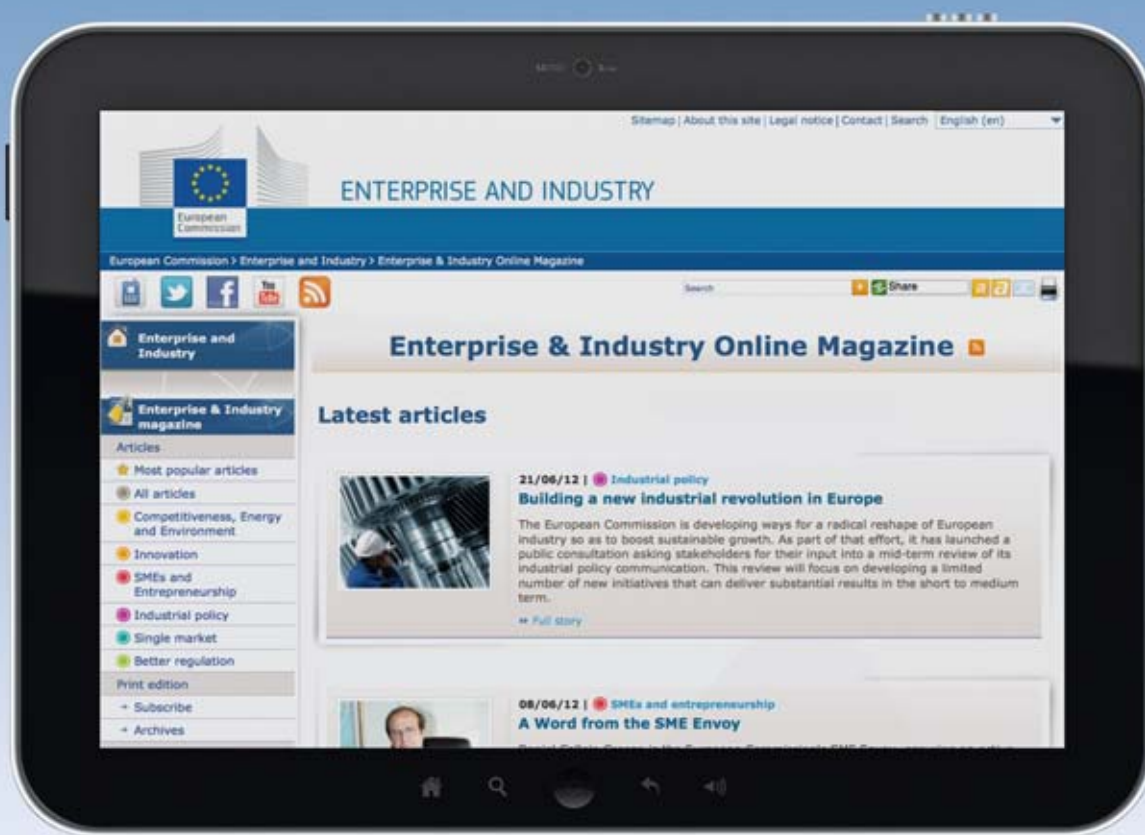 Sitemap | About this site | Legal notice | Contact | Search English (en)
European
Commission
ENTERPRISE AND INDUSTRY
European Commission > Enterprise and Industry > Enterprise & Industry Online Magazine
You
Tube
Search
Share
Enterprise and
Industry
Enterprise & Industry
magazine
Articles
Most popular articles
All articles
Competitiveness, Energy
and Environment
Innovation
SMEs and
Entrepreneurship
Industrial policy
Single market
Better regulation
Print edition
Subscribe
Archives
Enterprise & Industry Online Magazine
Latest articles
21/06/12 | Industrial policy
Building a new industrial revolution in Europe
The European Commission is developing ways for a radical reshape of European
industry so as to boost sustainable growth. As part of that effort, it has launched a
public consultation asking stakeholders for their input into a mid-term review of its
industrial policy communication. This review will focus on developing a limited
number of new initiatives that can deliver substantial results in the short to medium
term.
Full story
08/06/12 | SMEs and entrepreneurship
A Word from the SME Envoy